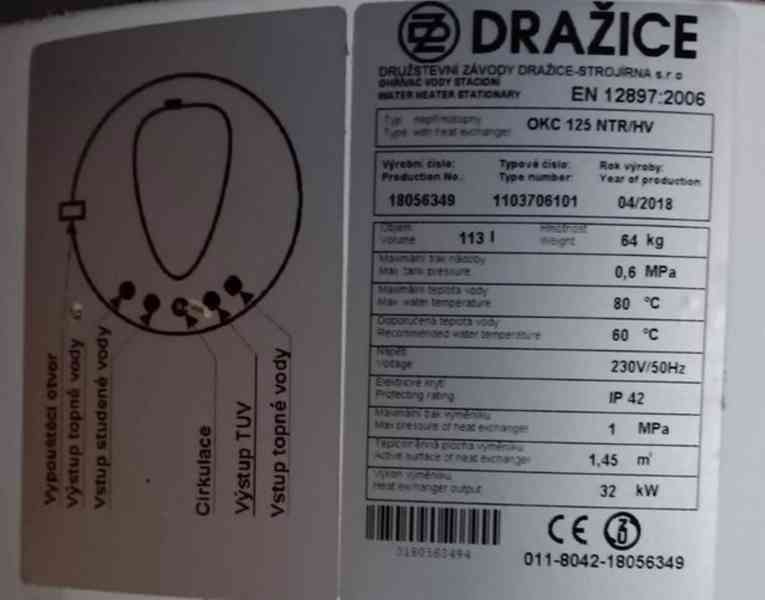 Vypouštěcí otvor
Výstup topné vody
Vstup studené vody
Cirkulace
Výstup TUV
Vstup topné vody
DRAŽICE
DRUŽSTEVNÍ ZÁVODY DRAŽICE-STROJÍRNA s.r.o
OHŘÍVAČ VODY STACIONÍ
WATER HEATER STATIONARY
EN 12897:2006
Typ: nepřímotopný
Type: with heat exchanger
OKC 125 NTR/HV
Výrobní číslo: Typové číslo: Rok výroby:
Production No.: Type number: Year of production
18056349 1103706101 04/2018
Objem Hmotnost
Volume 113 l Weight 64 kg
Maximální tlak nádoby
Max. tank pressure 0,6 MPa
Maximální teplota vody
Max water temperature 80 °C
Doporučená teplota vody
Recommended water temperature 60 °C
Napětí
Voltage 230V/50Hz
Elektrické krytí
Protecting rating IP 42
Maximální tlak výměníku
Max pressure of heat exchanger 1 MPa
Teplosměnná plocha výměníku
Active surface of heat exchanger 1,45 m²
Výkon výměníku
Heat exchanger output 32 kW
CE
0180560494
011-8042-18056349